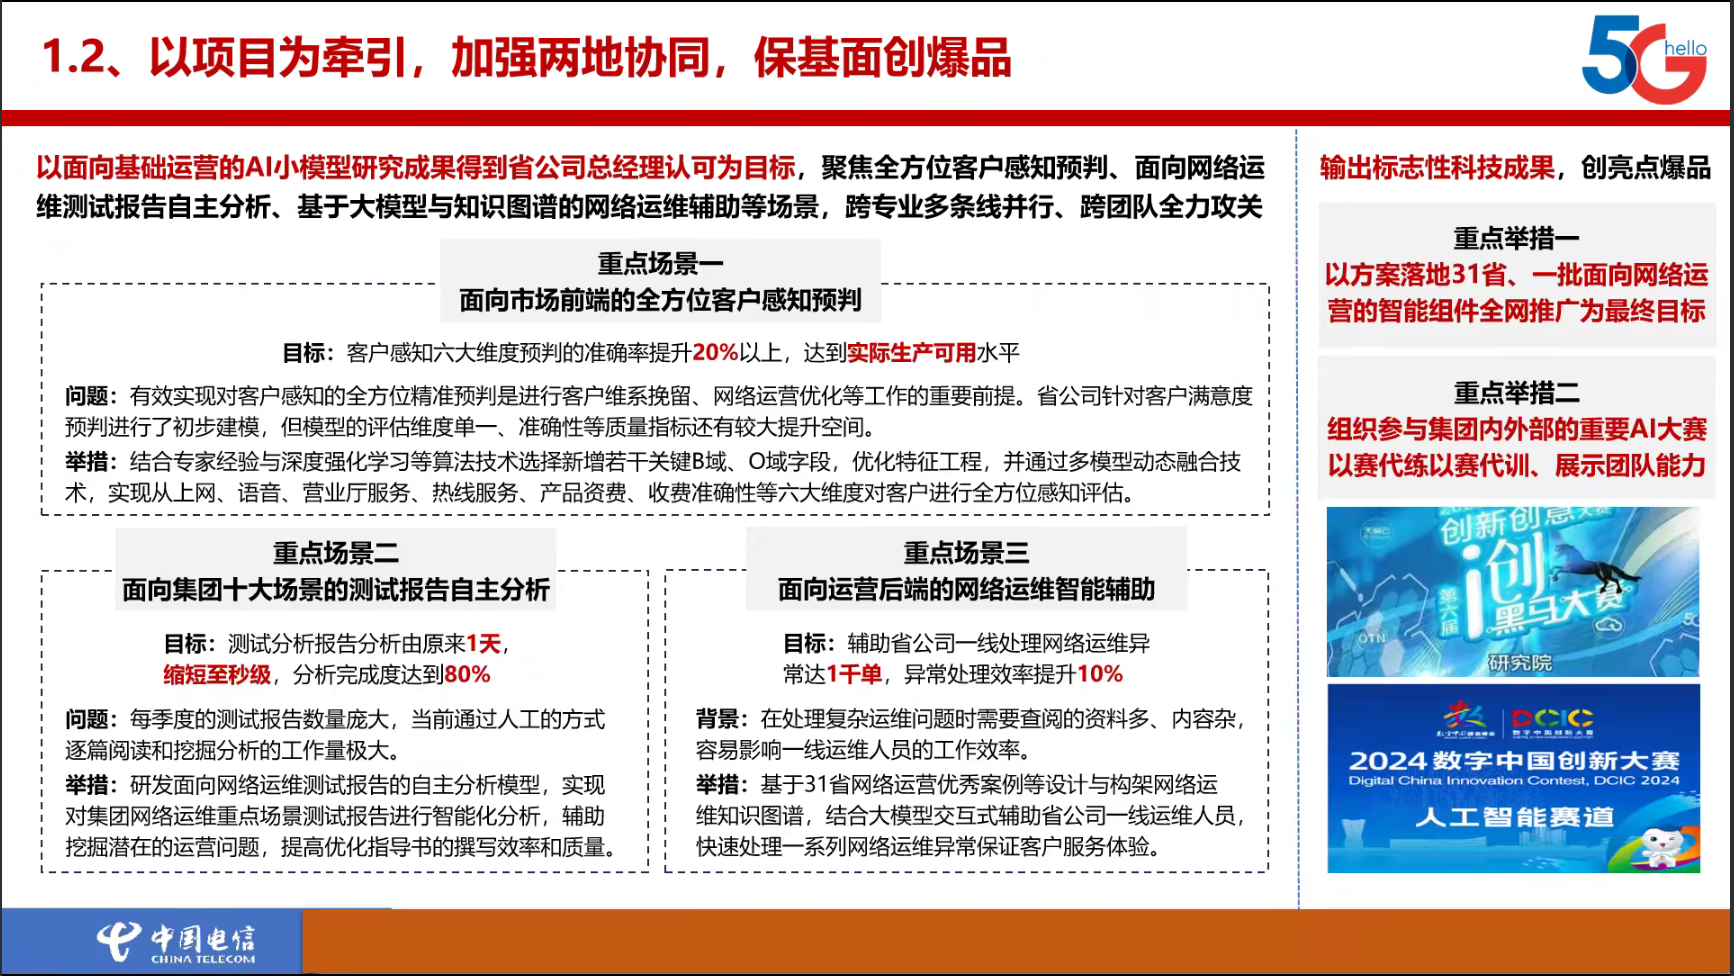 1.2、以项目为牵引，加强两地协同，保基面创爆品
5G
hello
以面向基础运营的AI小模型研究成果得到省公司总经理认可为目标，聚焦全方位客户感知预判、面向网络运
维测试报告自主分析、基于大模型与知识图谱的网络运维辅助等场景，跨专业多条线并行、跨团队全力攻关
重点场景一
面向市场前端的全方位客户感知预判
目标：客户感知六大维度预判的准确率提升20%以上，达到实际生产可用水平
问题：有效实现对客户感知的全方位精准预判是进行客户维系挽留、网络运营优化等工作的重要前提。省公司针对客户满意度
预判进行了初步建模，但模型的评估维度单一、准确性等质量指标还有较大提升空间。
举措：结合专家经验与深度强化学习等算法技术选择新增若干关键B域、O域字段，优化特征工程，并通过多模型动态融合技
术，实现从上网、语音、营业厅服务、热线服务、产品资费、收费准确性等六大维度对客户进行全方位感知评估。
重点场景二
面向集团十大场景的测试报告自主分析
目标：测试分析报告分析由原来1天，
缩短至秒级，分析完成度达到80%
问题：每季度的测试报告数量庞大，当前通过人工的方式
逐篇阅读和挖掘分析的工作量极大。
举措：研发面向网络运维测试报告的自主分析模型，实现
对集团网络运维重点场景测试报告进行智能化分析，辅助
挖掘潜在的运营问题，提高优化指导书的撰写效率和质量。
重点场景三
面向运营后端的网络运维智能辅助
目标：辅助省公司一线处理网络运维异
常达1千单，异常处理效率提升10%
背景：在处理复杂运维问题时需要查阅的资料多、内容杂，
容易影响一线运维人员的工作效率。
举措：基于31省网络运营优秀案例等设计与构架网络运
维知识图谱，结合大模型交互式辅助省公司一线运维人员，
快速处理一系列网络运维异常保证客户服务体验。
输出标志性科技成果，创亮点爆品
重点举措一
以方案落地31省、一批面向网络运
营的智能组件全网推广为最终目标
重点举措二
组织参与集团内外部的重要AI大赛
以赛代练以赛代训、展示团队能力
天翼云
创新创意大赛
第六届
i创
黑马大赛
OTN
5G
研究院
DCIC
数字中国创新大赛
2024数字中国创新大赛
Digital China Innovation Contest, DCIC 2024
人工智能赛道
中国电信
CHINA TELECOM